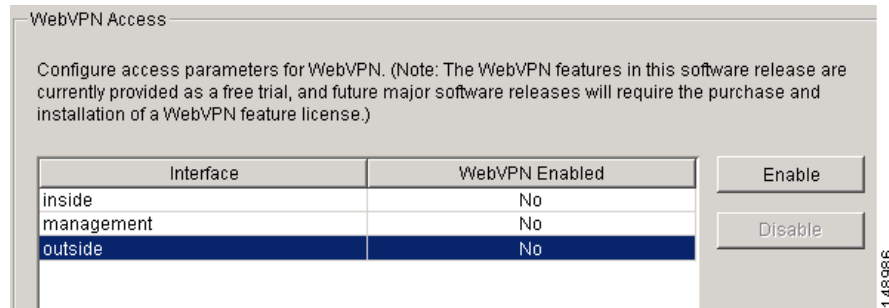 WebVPN Access
Configure access parameters for WebVPN. (Note: The WebVPN features in this software release are
currently provided as a free trial, and future major software releases will require the purchase and
installation of a WebVPN feature license.)
Interface WebVPN Enabled
inside No
management No
outside No
Enable
Disable
148986